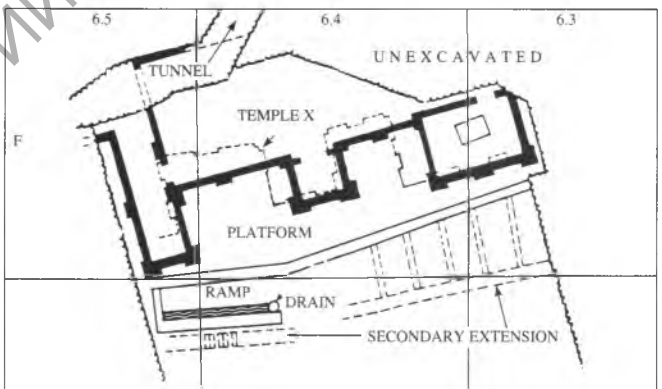 6.5 6.4 6.3
UNEXCAVATED
TUNNEL
TEMPLE X
F
PLATFORM
RAMP
DRAIN
SECONDARY EXTENSION